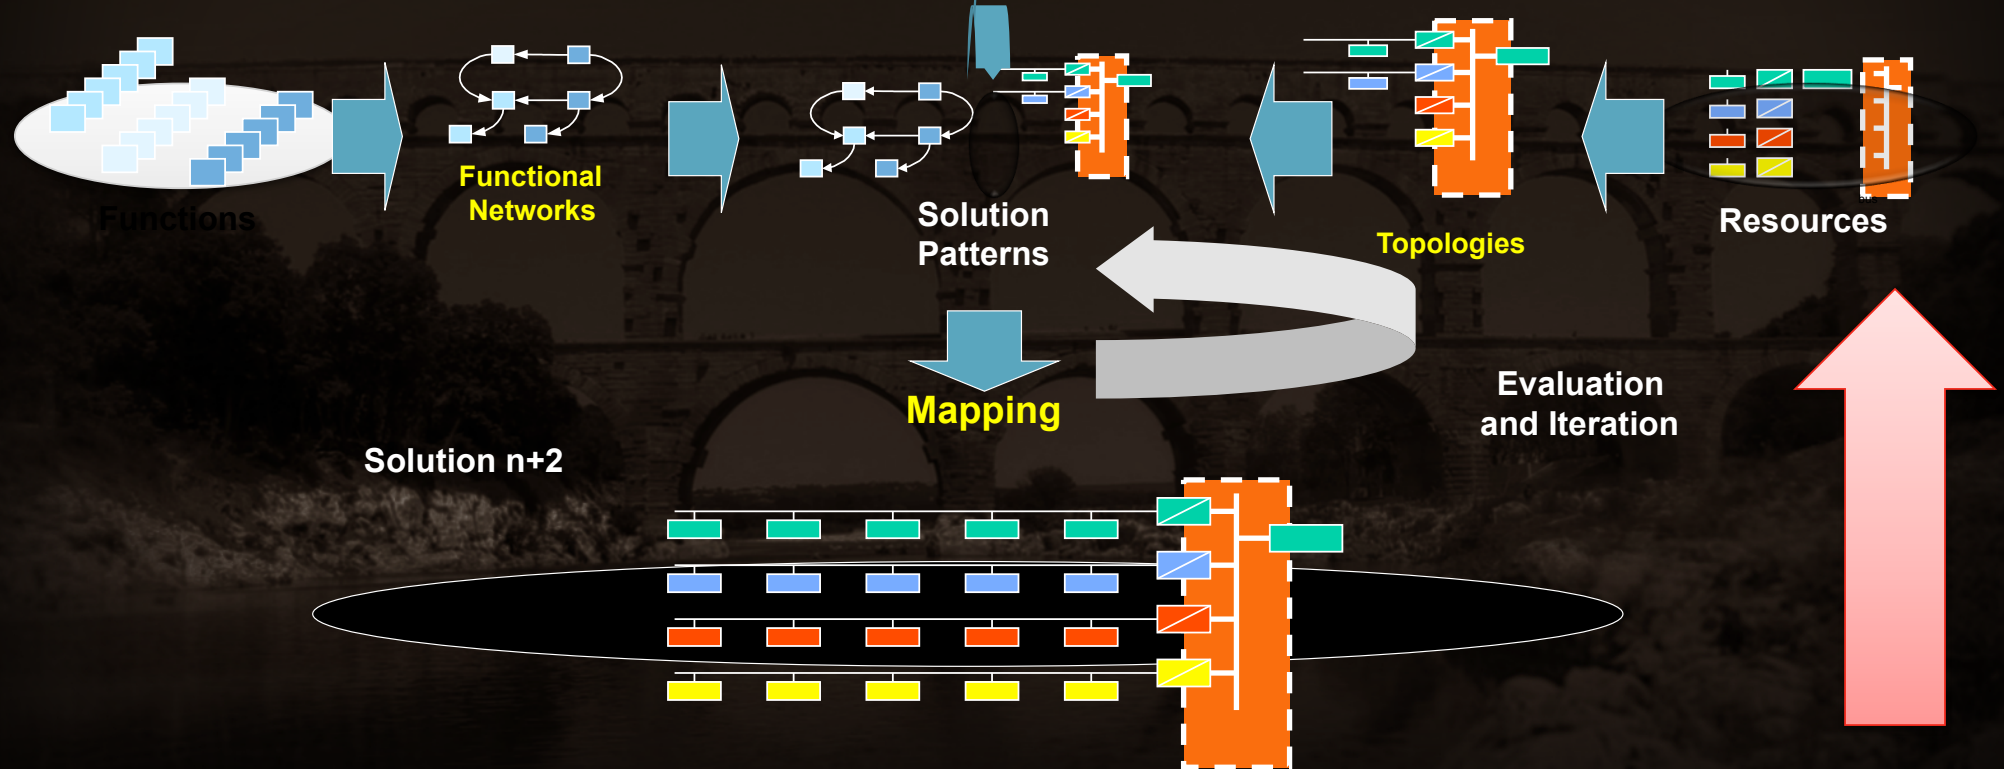 Functions
Functional
Networks
Solution
Patterns
Topologies
Resources
Mapping
Evaluation
and Iteration
Solution n+2